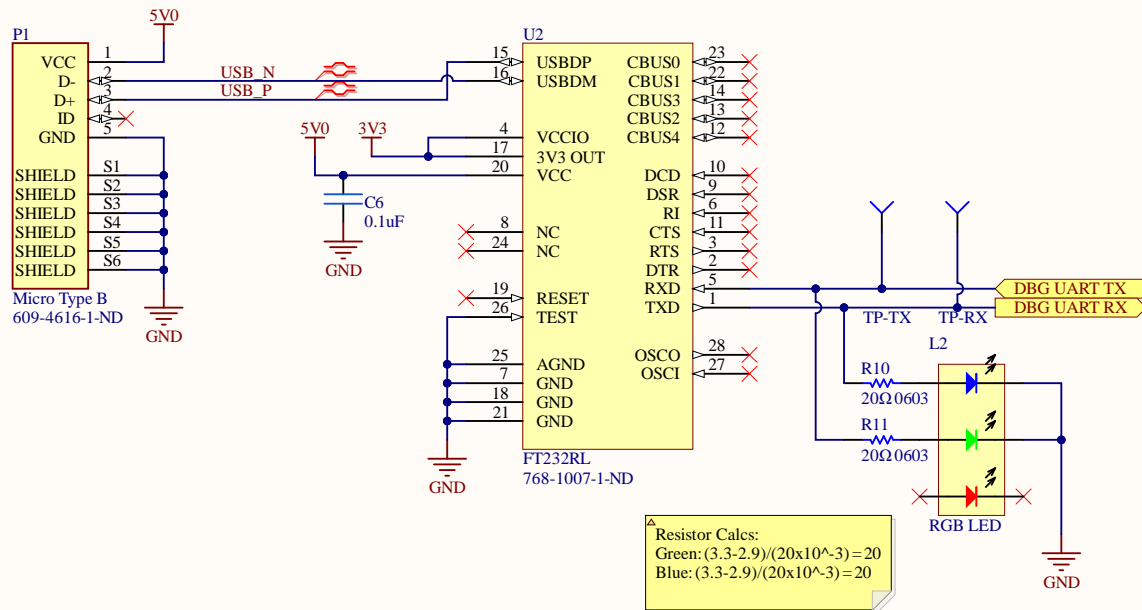 P1
5V0
VCC
1
D-
2
D+
3
ID
4
GND
5
SHIELD
S1
SHIELD
S2
SHIELD
S3
SHIELD
S4
SHIELD
S5
SHIELD
S6
Micro Type B
609-4616-1-ND
GND
USB_N
USB_P
5V0
3V3
C6
0.1uF
GND
U2
15
USBDP
16
USBDM
4
VCCIO
17
3V3 OUT
20
VCC
8
NC
24
NC
19
RESET
26
TEST
25
AGND
7
GND
18
GND
21
GND
GND
CBUS0
23
CBUS1
22
CBUS3
14
CBUS2
13
CBUS4
12
DCD
10
DSR
9
RI
6
CTS
11
RTS
3
DTR
2
RXD
5
TXD
1
OSCO
28
OSCI
27
FT232RL
768-1007-1-ND
DBG UART TX
DBG UART RX
TP-TX
TP-RX
L2
R10
20Ω 0603
R11
20Ω 0603
RGB LED
GND
Resistor Calcs:
Green: (3.3-2.9)/(20x10^-3) = 20
Blue: (3.3-2.9)/(20x10^-3) = 20